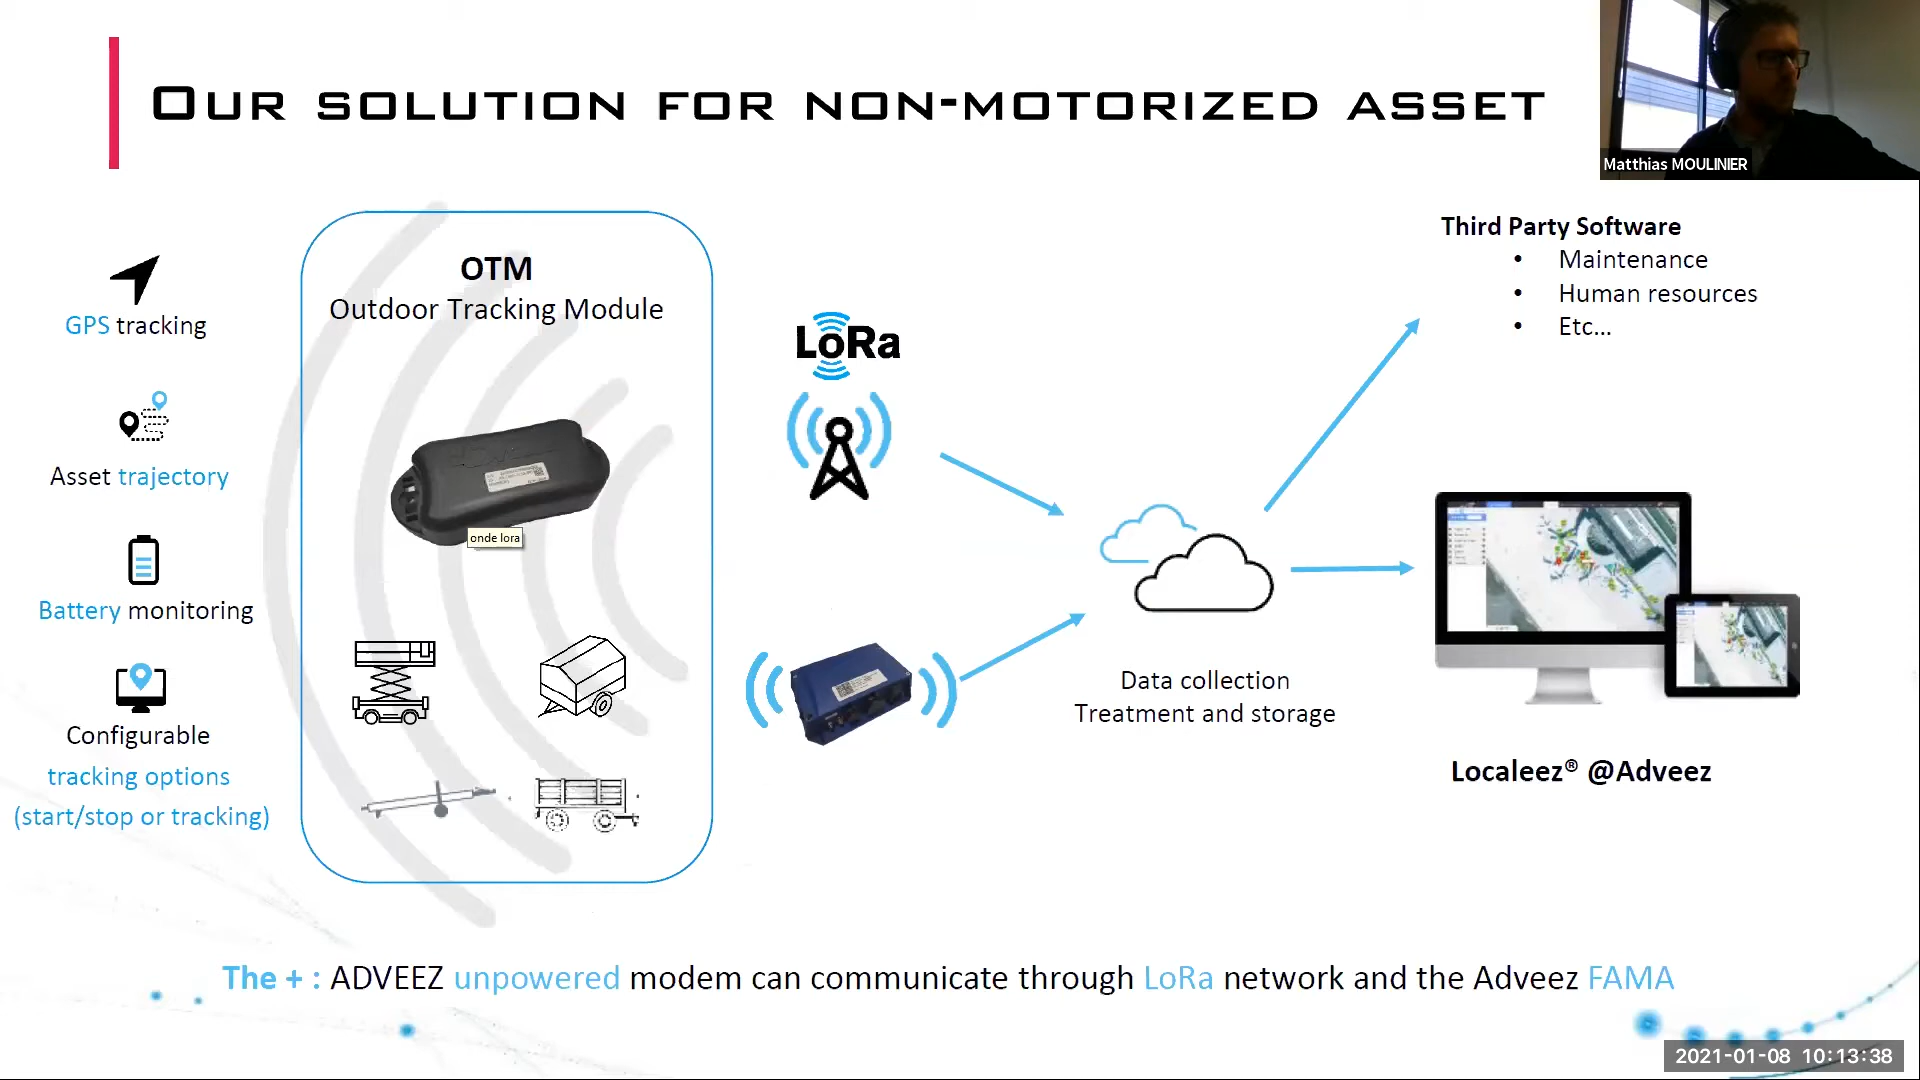 OUR SOLUTION FOR NON-MOTORIZED ASSET
Matthias MOULINIER
GPS tracking
Asset trajectory
Battery monitoring
Configurable
tracking options
(start/stop or tracking)
OTM
Outdoor Tracking Module
onde lora
LoRa
Data collection
Treatment and storage
Third Party Software
• Maintenance
• Human resources
• Etc...
Localeez® @Adveez
The + : ADVEEZ unpowered modem can communicate through LoRa network and the Adveez FAMA
2021-01-08 10:13:38